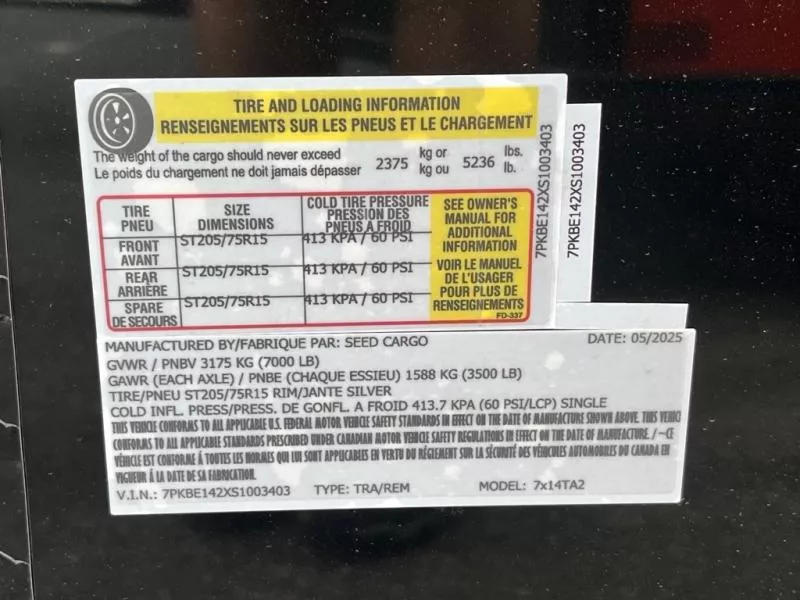 TIRE AND LOADING INFORMATION
RENSEIGNEMENTS SUR LES PNEUS ET LE CHARGEMENT
The weight of the cargo should never exceed 2375 kg or 5236 lbs.
Le poids du chargement ne doit jamais dépasser kg ou lb.
TIRE PNEU
SIZE DIMENSIONS
COLD TIRE PRESSURE PRESSION DES PNEUS A FROID
FRONT AVANT ST205/75R15 413 KPA / 60 PSI
REAR ARRIÈRE ST205/75R15 413 KPA / 60 PSI
SPARE DE SECOURS ST205/75R15 413 KPA / 60 PSI
SEE OWNER'S
MANUAL FOR
ADDITIONAL
INFORMATION
VOIR LE MANUEL
DE L'USAGER
POUR PLUS DE
RENSEIGNEMENTS
FD-337
7PKBE142XS1003403
7PKBE142XS1003403
MANUFACTURED BY/FABRIQUE PAR: SEED CARGO DATE: 05/2025
GVWR / PNBV 3175 KG (7000 LB)
GAWR (EACH AXLE) / PNBE (CHAQUE ESSIEU) 1588 KG (3500 LB)
TIRE/PNEU ST205/75R15 RIM/JANTE SILVER
COLD INFL. PRESS/PRESS. DE GONFL. A FROID 413.7 KPA (60 PSI/LCP) SINGLE
THIS VEHICLE CONFORMS TO ALL APPLICABLE U.S. FEDERAL MOTOR VEHICLE SAFETY STANDARDS IN EFFECT ON THE DATE OF MANUFACTURE SHOWN ABOVE. THIS VEHIC
CONFORMS TO ALL APPLICABLE STANDARDS PRESCRIBED UNDER CANADIAN MOTOR VEHICLE SAFETY REGULATIONS IN EFFECT ON THE DATE OF MANUFACTURE. / ~CE
VÉHICLE EST CONFORME À TOUTES LES NORMES QUI LUI SONT APPLICABLES EN VERTU DU RÉGLEMENT SUR LA SÉCURITÉ DES VÉHICULES AUTOMOBILES DU CANADA EN
VIGUEUR À LA DATE DE SA FABRICATION.
V.I.N.: 7PKBE142XS1003403 TYPE: TRA/REM MODEL: 7x14TA2